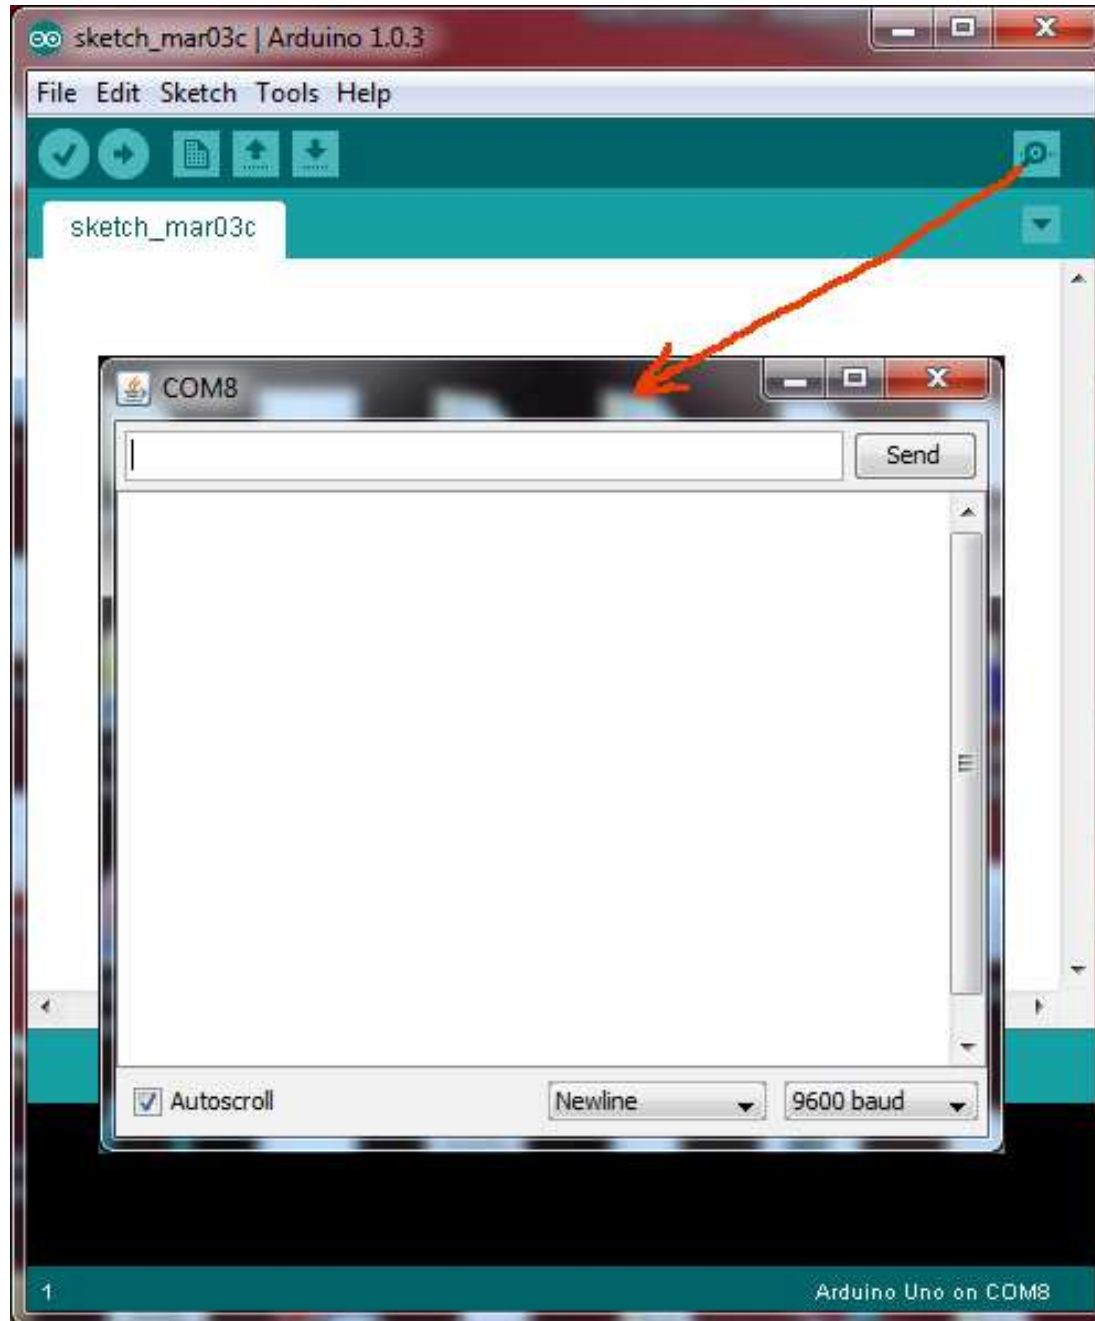 sketch_mar03c | Arduino 1.0.3
File Edit Sketch Tools Help
sketch_mar03c
COM8
Send
Autoscroll Newline 9600 baud
1 Arduino Uno on COM8